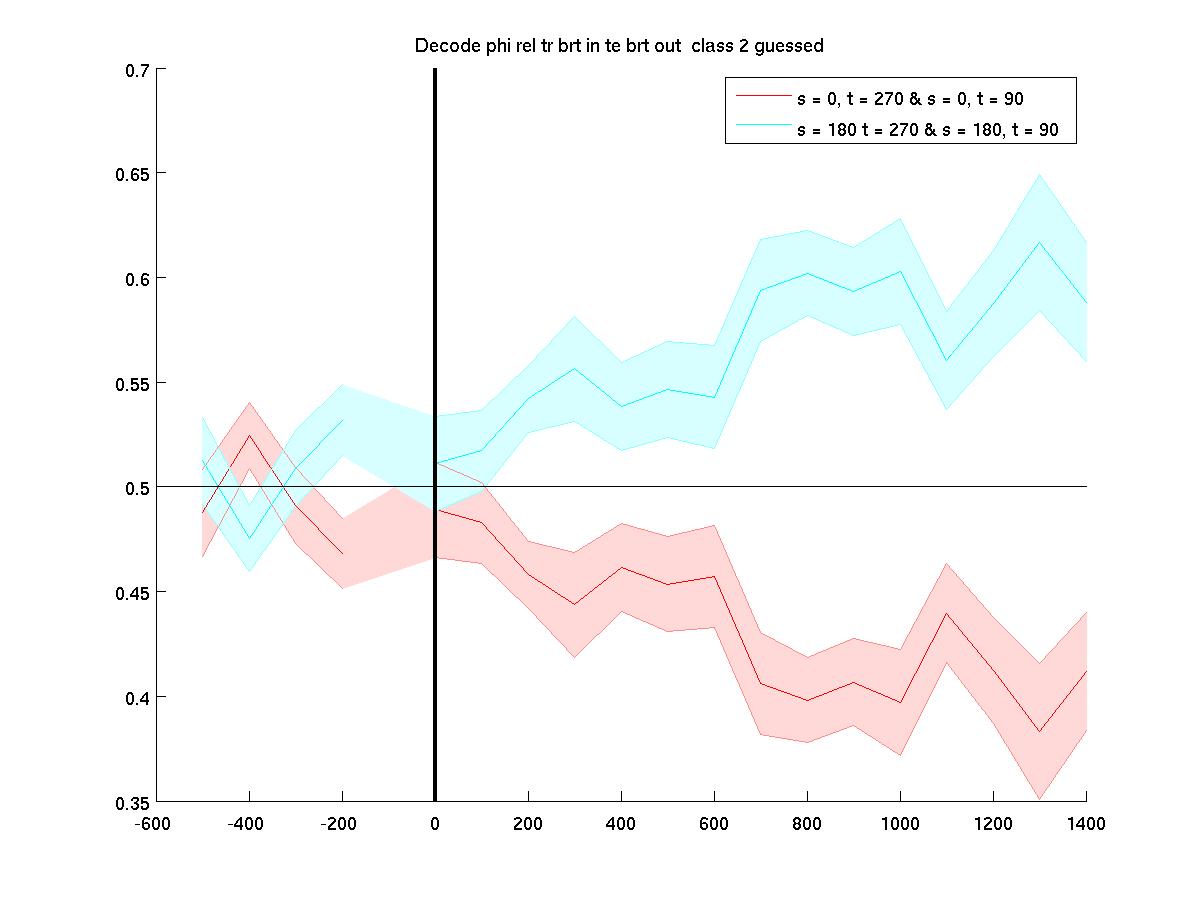 Decode phi rel tr brt in te brt out  class 2 guessed
s = 0, t = 270 & s = 0, t = 90
s = 180 t = 270 & s = 180, t = 90
0.7
0.65
0.6
0.55
0.5
0.45
0.4
0.35
-600 -400 -200 0 200 400 600 800 1000 1200 1400